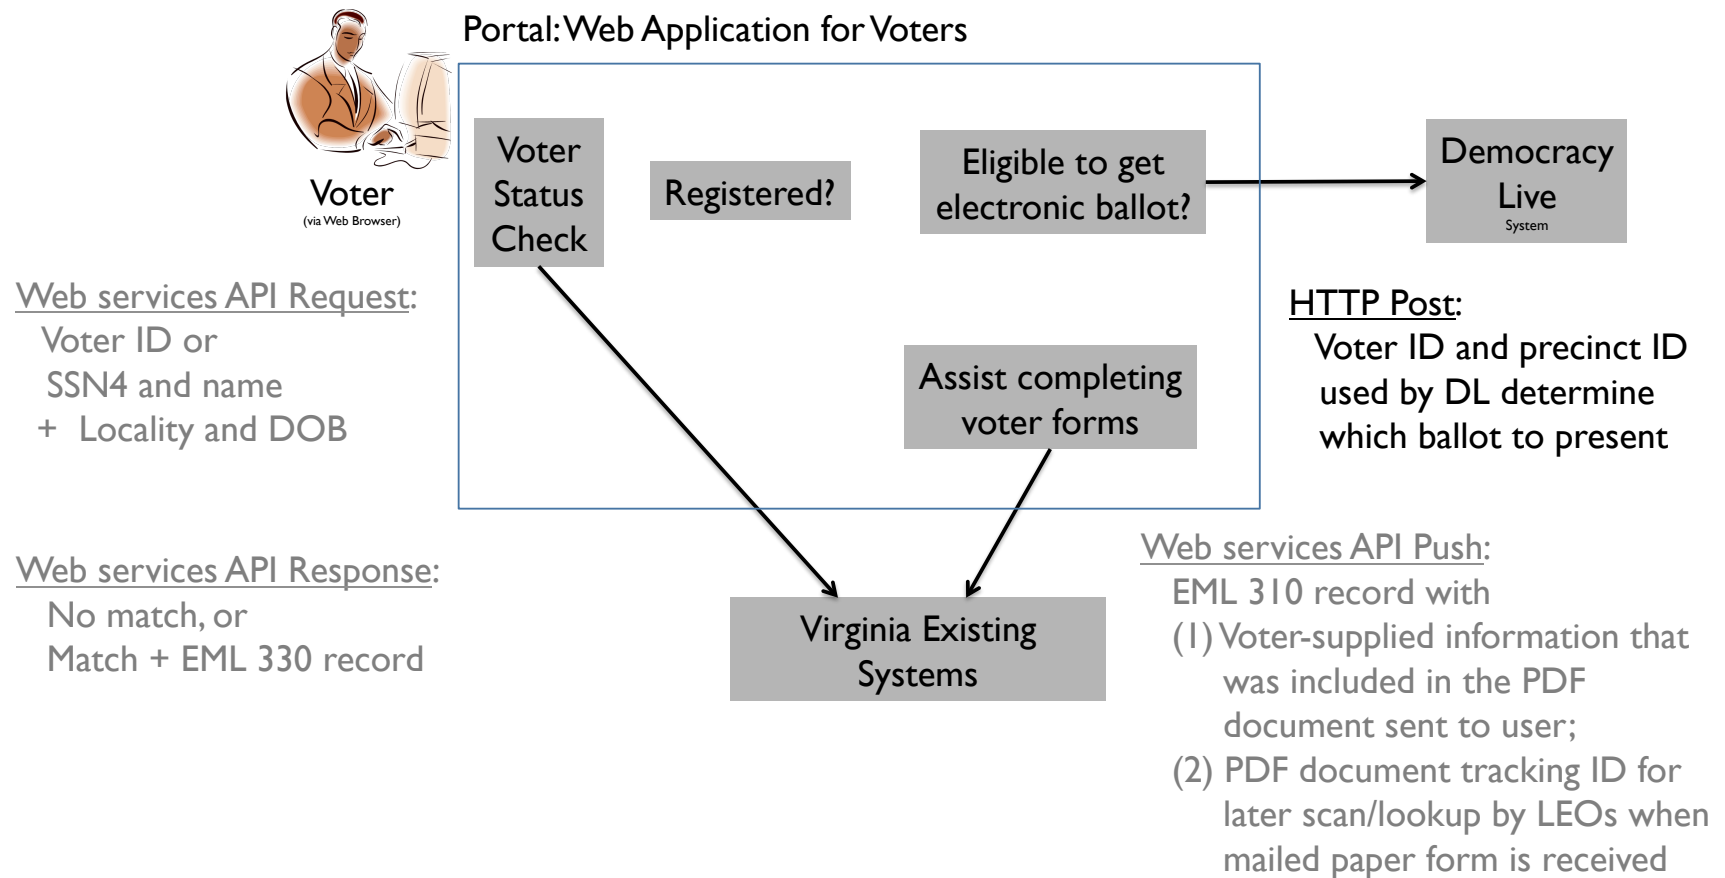 Portal: Web Application for Voters
Voter
(via Web Browser)
Voter
Status
Check
Registered?
Eligible to get
electronic ballot?
Democracy
Live
System
Web services API Request:
Voter ID or
SSN4 and name
+ Locality and DOB
HTTP Post:
Voter ID and precinct ID
used by DL determine
which ballot to present
Assist completing
voter forms
Web services API Response:
No match, or
Match + EML 330 record
Virginia Existing
Systems
Web services API Push:
EML 310 record with
(1) Voter-supplied information that
was included in the PDF
document sent to user;
(2) PDF document tracking ID for
later scan/lookup by LEOs when
mailed paper form is received